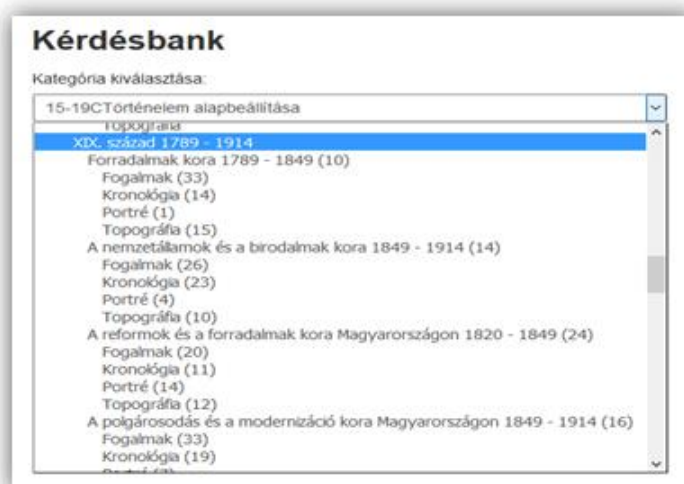 Kérdésbank
Kategória kiválasztása:
15-19CTörténelem alapbeállítása
Topográfia
XIX. század 1789 - 1914
Forradalmak kora 1789 - 1849 (10)
Fogalmak (33)
Kronológia (14)
Portré (1)
Topográfia (15)
A nemzetállamok és a birodalmak kora 1849 - 1914 (14)
Fogalmak (26)
Kronológia (23)
Portré (4)
Topográfia (10)
A reformok és a forradalmak kora Magyarországon 1820 - 1849 (24)
Fogalmak (20)
Kronológia (11)
Portré (14)
Topográfia (12)
A polgárosodás és a modernizáció kora Magyarországon 1849 - 1914 (16)
Fogalmak (33)
Kronológia (19)